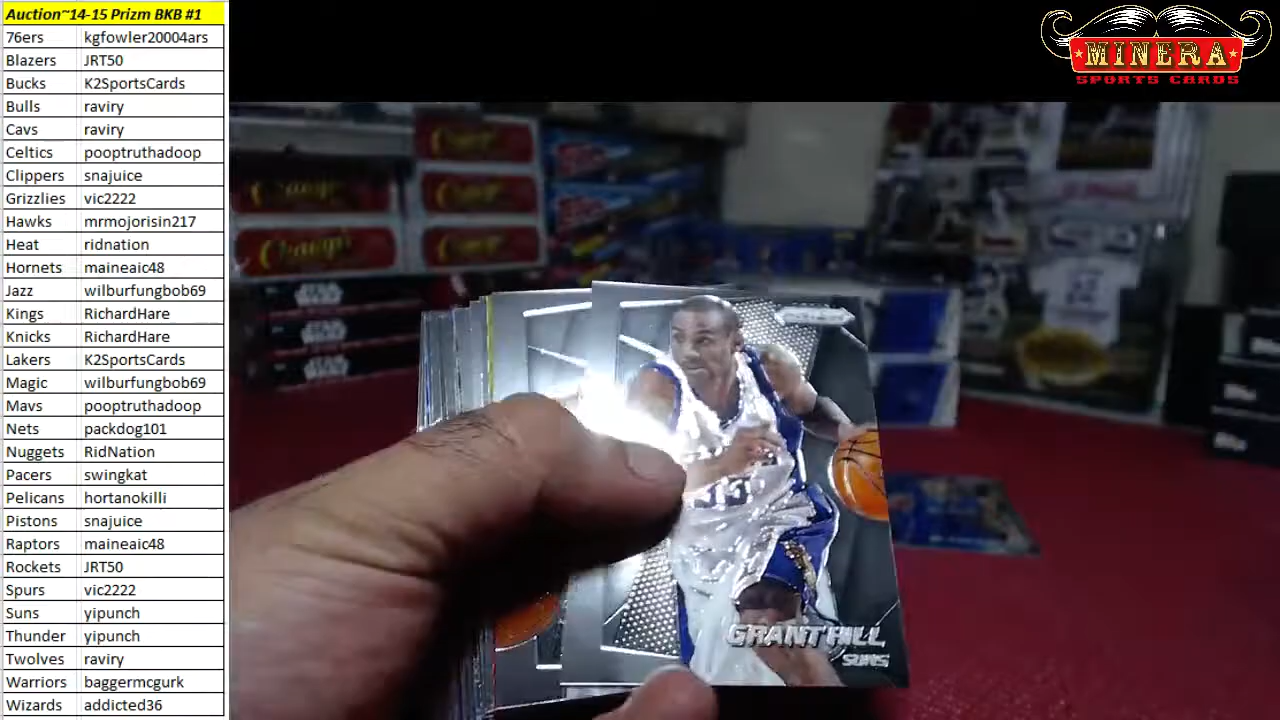 Auction~14-15 Prizm BKB #1
76ers kgfowler20004ars
Blazers JRT50
Bucks K2SportsCards
Bulls raviry
Cavs raviry
Celtics pooptruthadoop
Clippers snajuice
Grizzlies vic2222
Hawks mrmojorisin217
Heat ridnation
Hornets maineaic48
Jazz wilburfungbob69
Kings RichardHare
Knicks RichardHare
Lakers K2SportsCards
Magic wilburfungbob69
Mavs pooptruthadoop
Nets packdog101
Nuggets RidNation
Pacers swingkat
Pelicans hortanokilli
Pistons snajuice
Raptors maineaic48
Rockets JRT50
Spurs vic2222
Suns yipunch
Thunder yipunch
Twolves raviry
Warriors baggermcgurk
Wizards addicted36
MINERA
SPORTS CARDS
GRANT HILL
SUNS